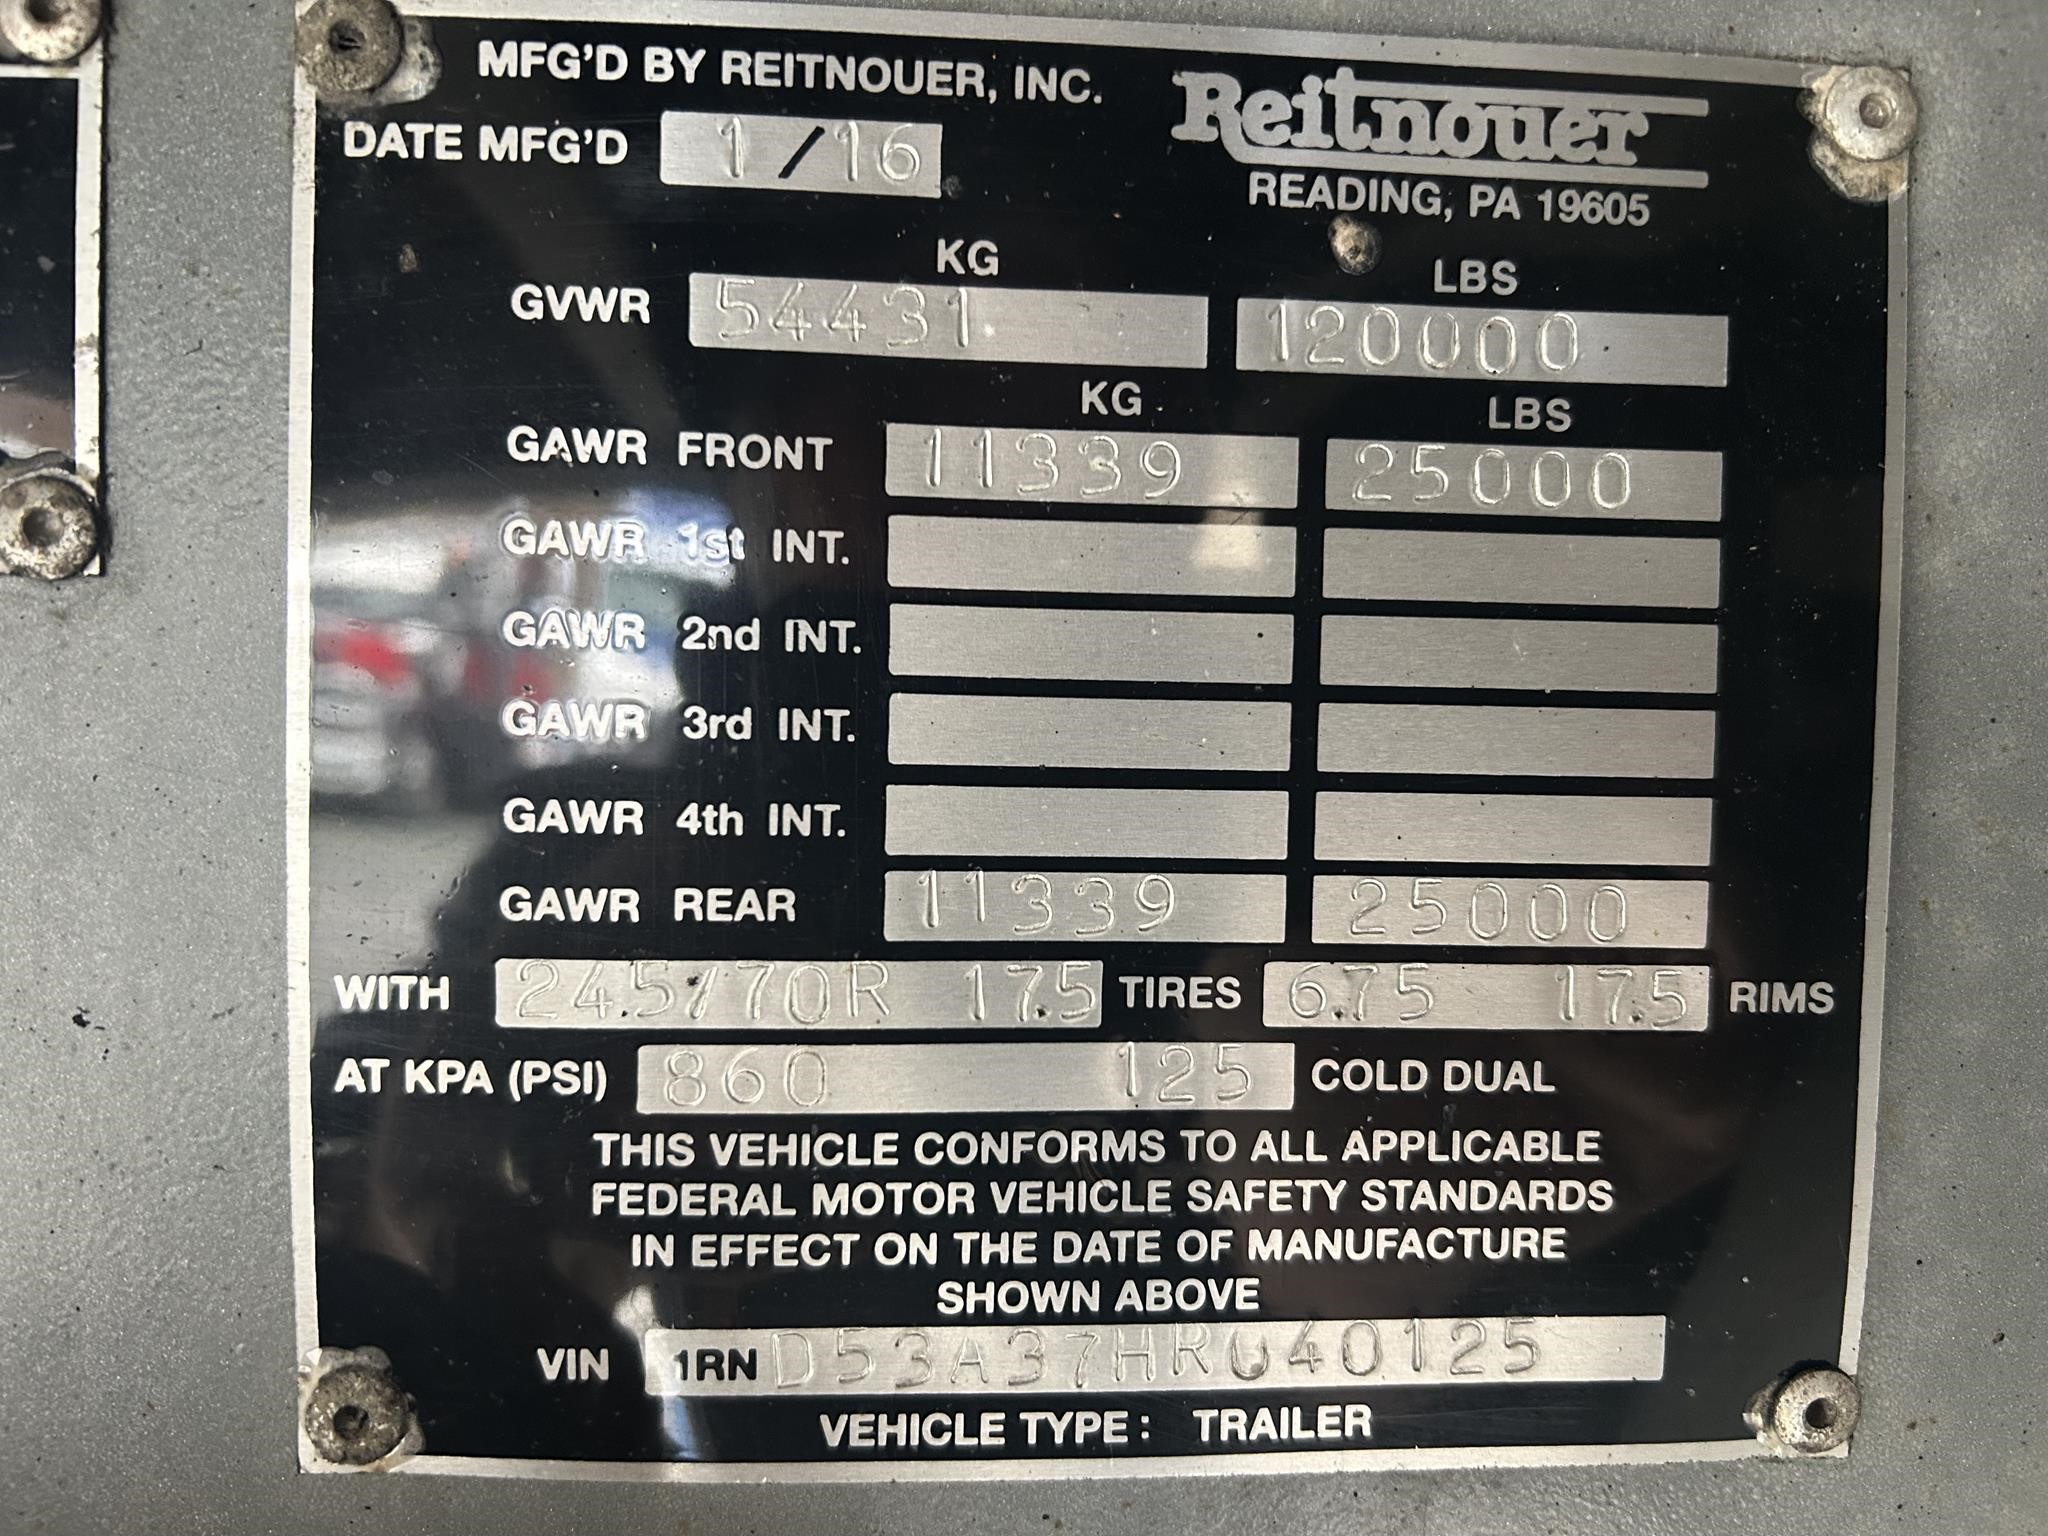 MFG'D BY REITNOUER, INC.
Reitnouer
DATE MFG'D 1/16
READING, PA 19605
KG LBS
GVWR 54431 120000
KG LBS
GAWR FRONT 11339 25000
GAWR 1st INT.
GAWR 2nd INT.
GAWR 3rd INT.
GAWR 4th INT.
GAWR REAR 11339 25000
WITH 245/70R 17.5 TIRES 6.75 17.5 RIMS
AT KPA (PSI) 860 125 COLD DUAL
THIS VEHICLE CONFORMS TO ALL APPLICABLE
FEDERAL MOTOR VEHICLE SAFETY STANDARDS
IN EFFECT ON THE DATE OF MANUFACTURE
SHOWN ABOVE
VIN 1RND53A37HR040125
VEHICLE TYPE: TRAILER